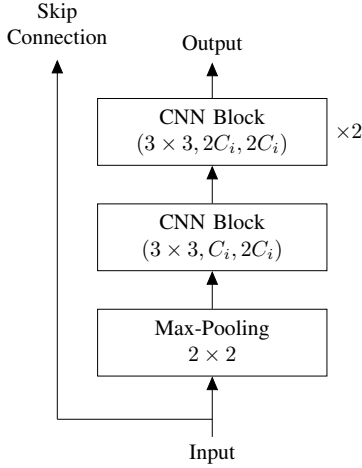 Skip
Connection
Output
CNN Block
(3 × 3, 2C_i, 2C_i)
×2
CNN Block
(3 × 3, C_i, 2C_i)
Max-Pooling
2 × 2
Input